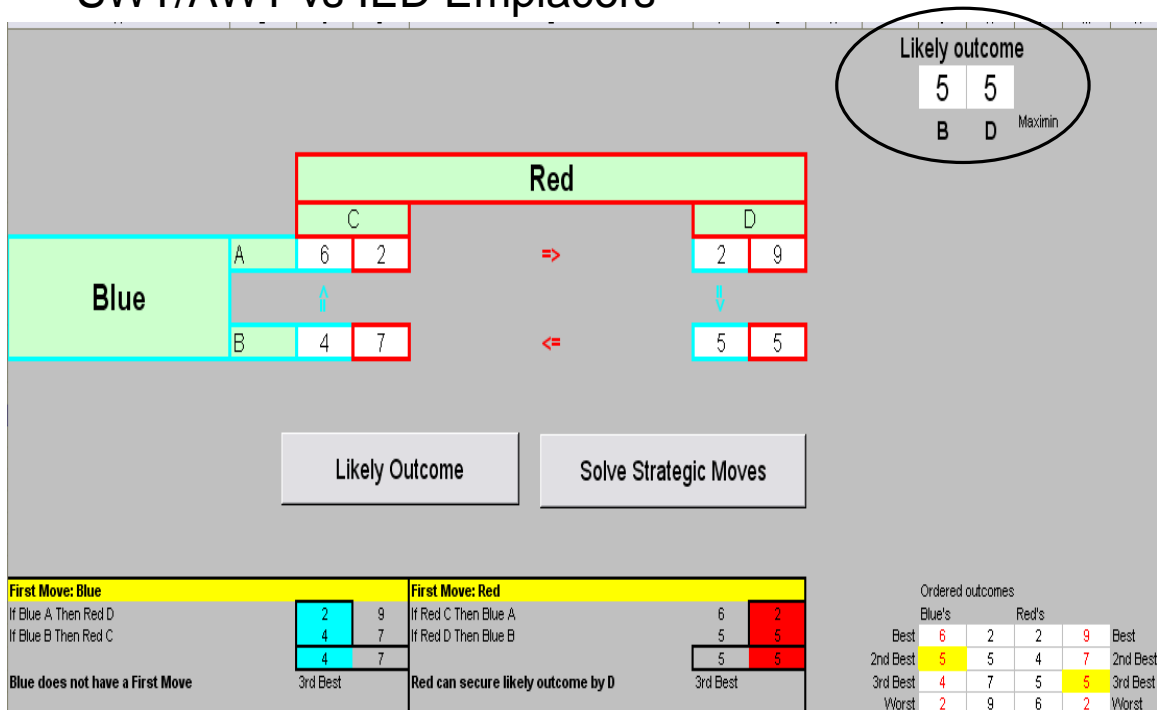 SWT/AWT vs IED Emplacers
Likely outcome
5 5
B D Maximin
Red
C D
A 6 2 => 2 9
Blue
B 4 7 <= 5 5
Likely Outcome
Solve Strategic Moves
First Move: Blue
If Blue A Then Red D 2 9
If Blue B Then Red C 4 7
4 7
Blue does not have a First Move 3rd Best
First Move: Red
If Red C Then Blue A 6 2
If Red D Then Blue B 5 5
5 5
Red can secure likely outcome by D 3rd Best
Ordered outcomes
Blue's Red's
Best 6 2 2 9 Best
2nd Best 5 5 4 7 2nd Best
3rd Best 4 7 5 5 3rd Best
Worst 2 9 6 2 Worst